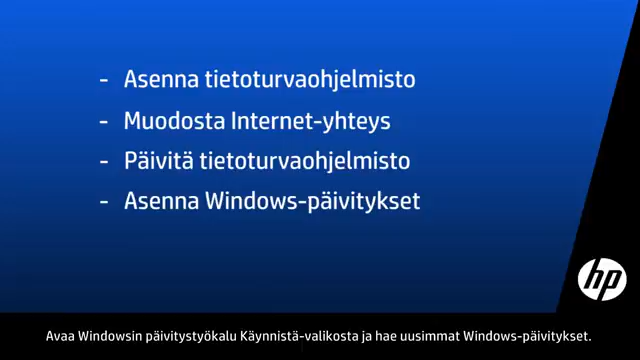 - Asenna tietoturvaohjelmisto
- Muodosta Internet-yhteys
- Päivitä tietoturvaohjelmisto
- Asenna Windows-päivitykset
hp
Avaa Windowsin päivitystyökalu Käynnistä-valikosta ja hae uusimmat Windows-päivitykset.